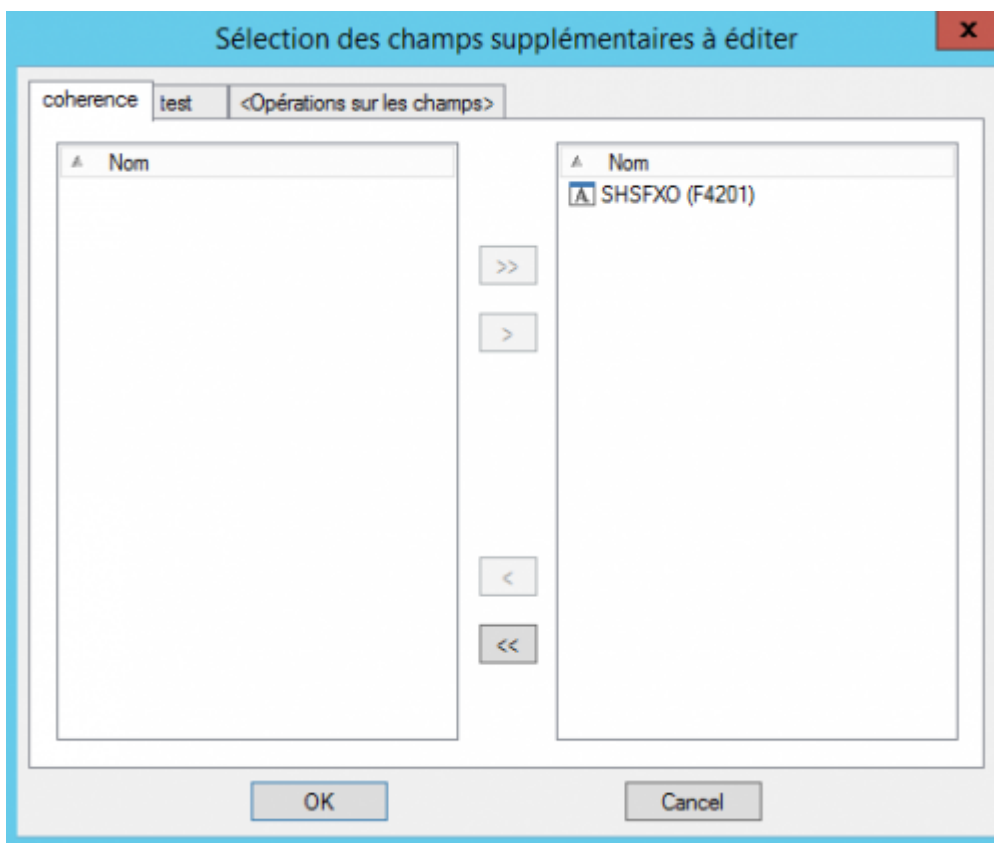 Sélection des champs supplémentaires à éditer
x
coherence test <Opérations sur les champs>
Nom Nom
A SHSFXO (F4201)
>>
>
<
<<
OK Cancel